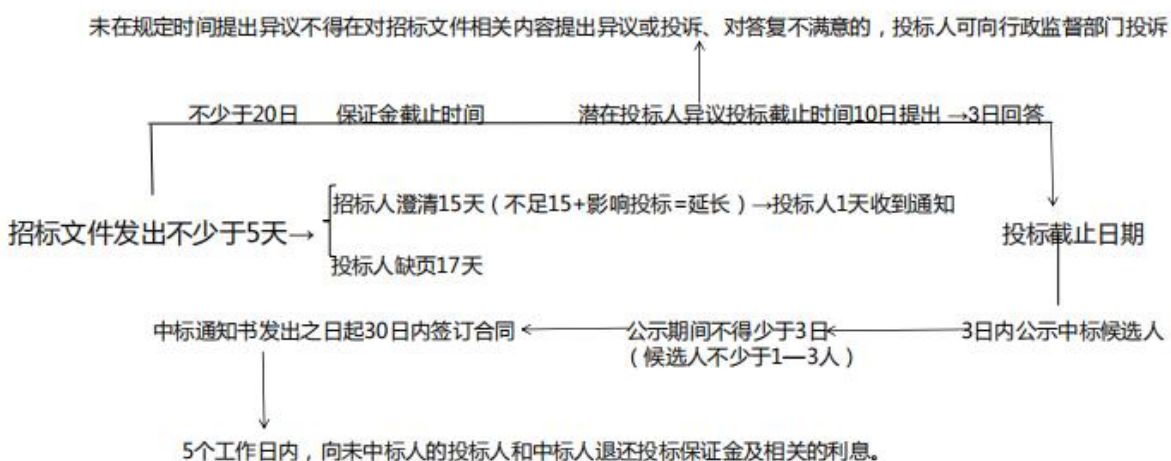 未在规定时间提出异议不得在对招标文件相关内容提出异议或投诉、对答复不满意的，投标人可向行政监督部门投诉
不少于20日 保证金截止时间 潜在投标人异议投标截止时间10日提出→3日回答
招标人澄清15天（不足15+影响投标=延长）→投标人1天收到通知
招标文件发出不少于5天→ 投标截止日期
投标人缺页17天
中标通知书发出之日起30日内签订合同 公示期间不得少于3日 3日内公示中标候选人
（候选人不少于1—3人）
5个工作日内，向未中标人的投标人和中标人退还投标保证金及相关的利息。